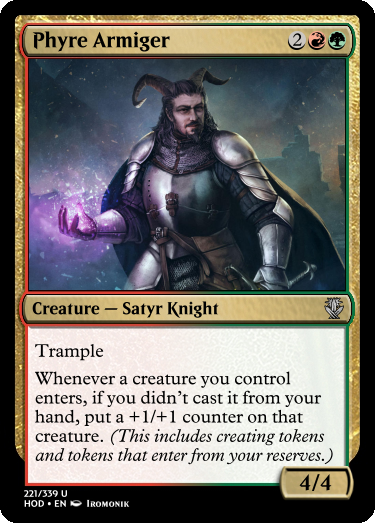 Phyre Armiger 2
Creature — Satyr Knight
Trample
Whenever a creature you control
enters, if you didn't cast it from your
hand, put a +1/+1 counter on that
creature. (This includes creating tokens
and tokens that enter from your reserves.)
4/4
221/339 U
HOD • EN Iromonik